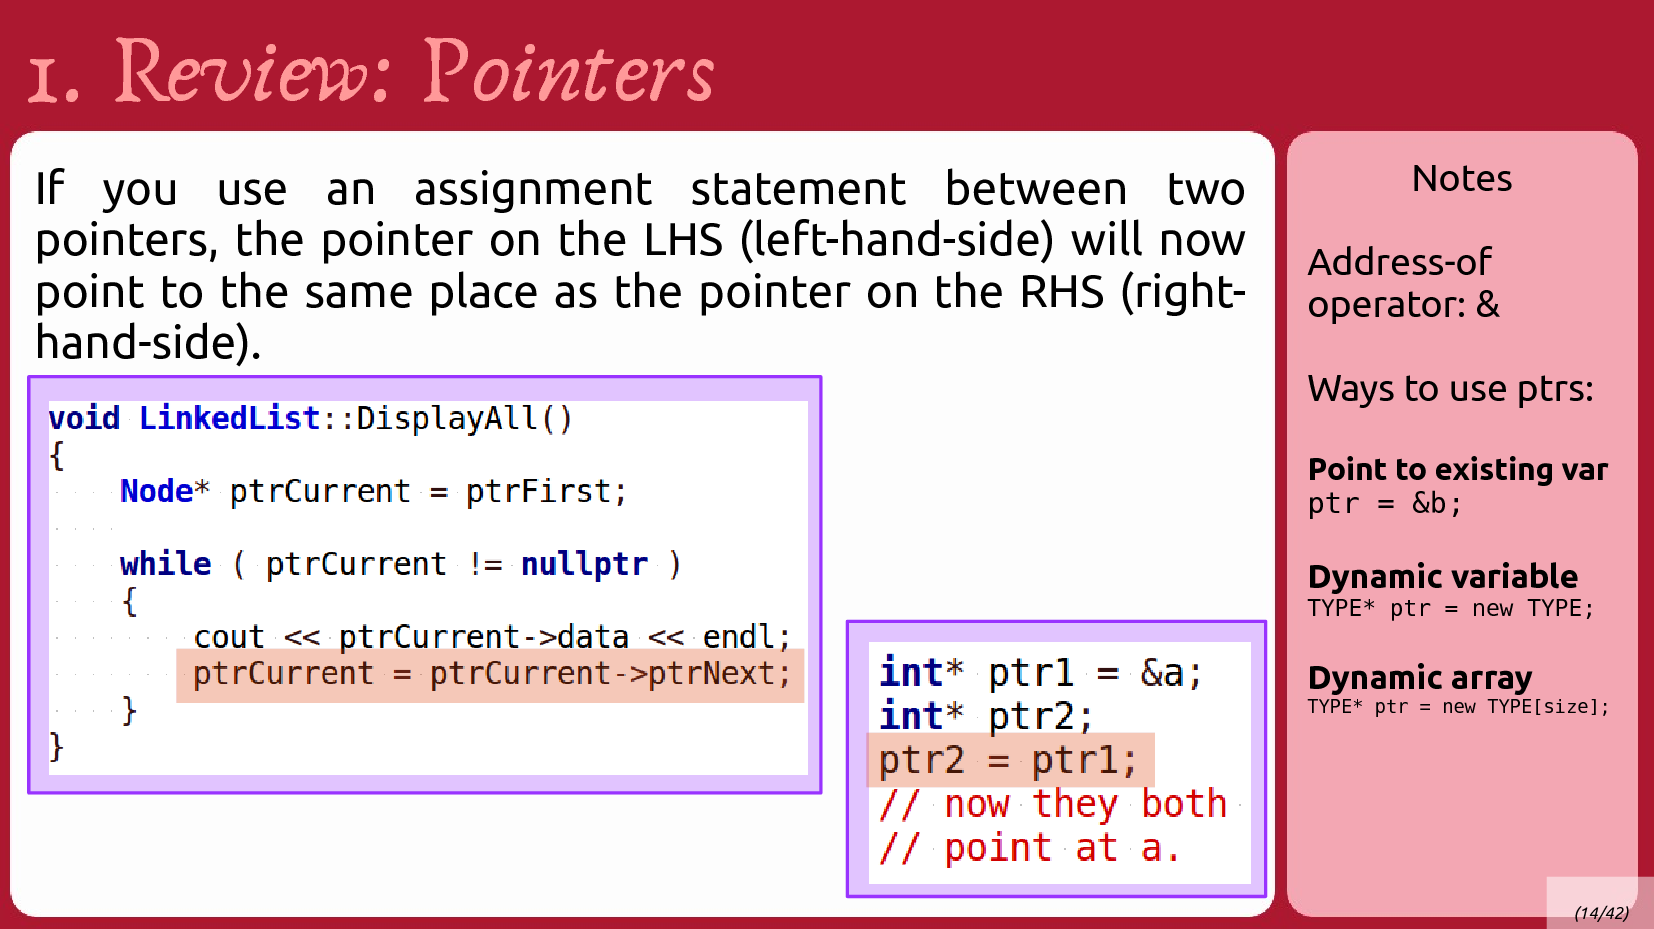 1. Review: Pointers
If you use an assignment statement between two
pointers, the pointer on the LHS (left-hand-side) will now
point to the same place as the pointer on the RHS (right-
hand-side).
void LinkedList::DisplayAll()
{
Node* ptrCurrent = ptrFirst;
while ( ptrCurrent != nullptr )
{
cout << ptrCurrent->data << endl;
ptrCurrent = ptrCurrent->ptrNext;
}
}
int* ptr1 = &a;
int* ptr2;
ptr2 = ptr1;
// now they both
// point at a.
Notes
Address-of
operator: &
Ways to use ptrs:
Point to existing var
ptr = &b;
Dynamic variable
TYPE* ptr = new TYPE;
Dynamic array
TYPE* ptr = new TYPE[size];
(14/42)